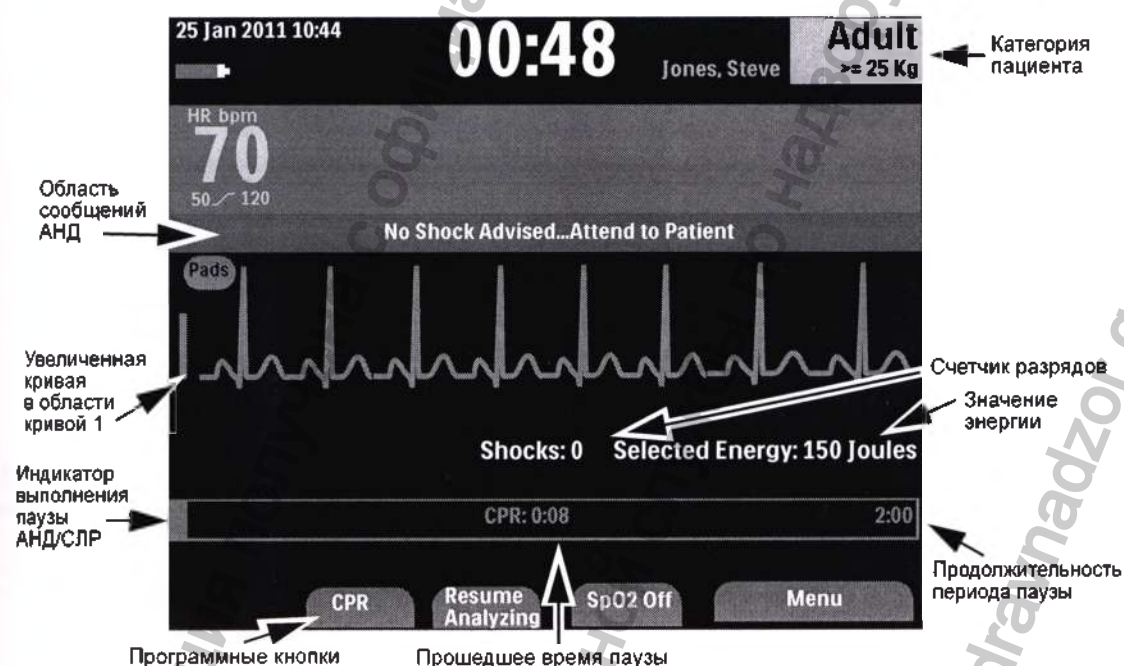 25 Jan 2011 10:44
00:48
Jones, Steve
Adult
>= 25 Kg
Категория
пациента
HR bpm
70
50 120
Область
сообщений
АНД
No Shock Advised...Attend to Patient
Pads
Увеличенная
кривая
в области
кривой 1
Счетчик разрядов
Значение
энергии
Shocks: 0
Selected Energy: 150 Joules
Индикатор
выполнения
паузы
АНД/СЛР
CPR: 0:08
2:00
Продолжительность
периода паузы
CPR
Resume
Analyzing
SpO2 Off
Menu
Программные кнопки
Прошедшее время паузы